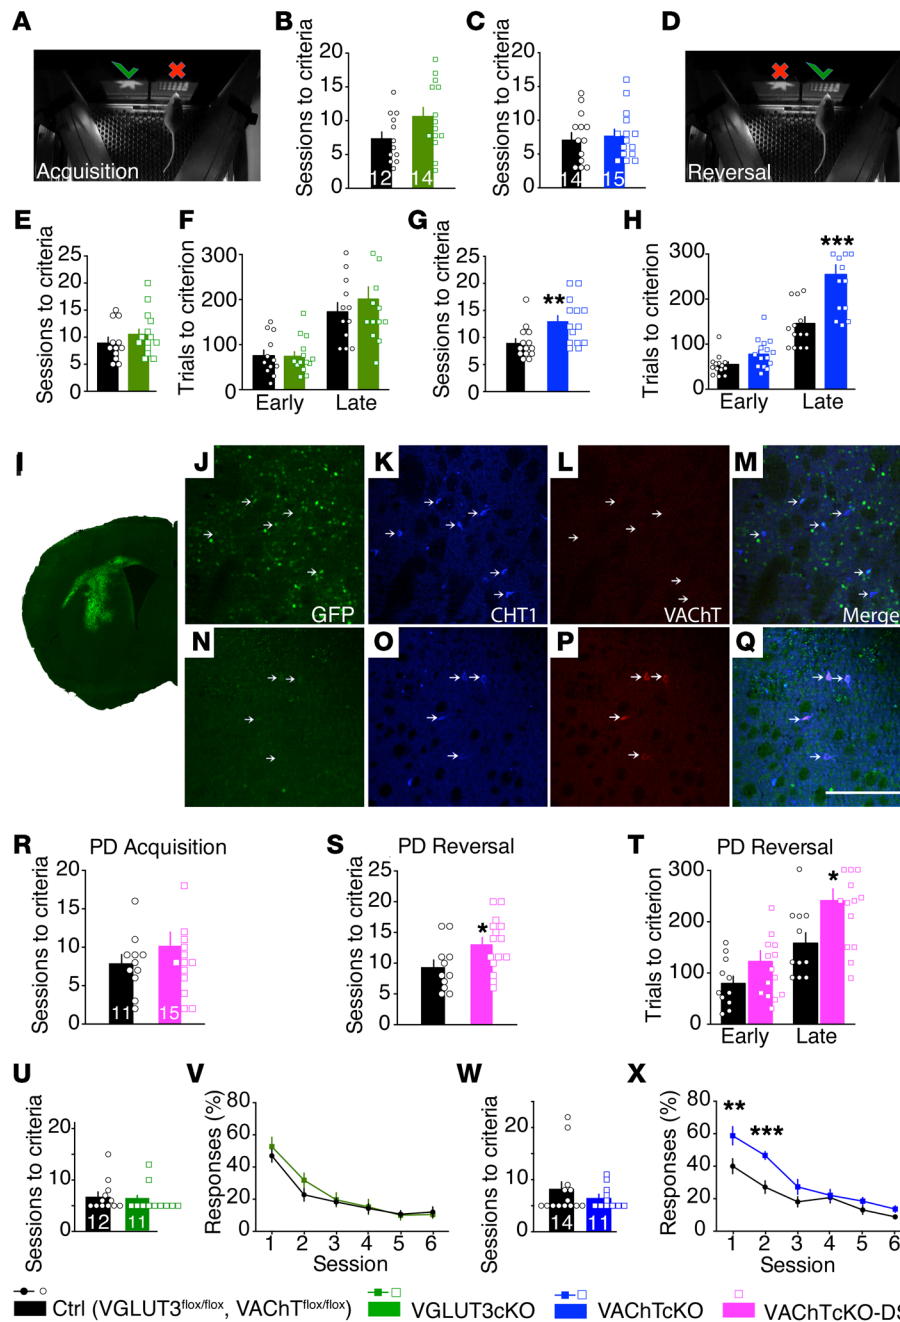 A
B
C
D
Acquisition
Sessions to criteria
20
15
10
5
0
12
14
Sessions to criteria
20
15
10
5
0
14
15
Reversal
E
F
G
H
Sessions to criteria
25
20
15
10
5
0
Trials to criterion
300
200
100
0
Early
Late
Sessions to criteria
25
20
15
10
5
0
**
Trials to criterion
300
200
100
0
***
Early
Late
I
J
GFP
K
CHT1
L
VAChT
M
Merge
N
O
P
Q
R
PD Acquisition
Sessions to criteria
20
15
10
5
0
11
15
S
PD Reversal
Sessions to criteria
25
20
15
10
5
0
*
T
PD Reversal
Trials to criterion
300
200
100
0
*
Early
Late
U
Sessions to criteria
20
10
5
0
12
11
V
Responses (%)
80
60
40
20
0
1 2 3 4 5 6
Session
W
Sessions to criteria
20
10
5
0
14
11
X
Responses (%)
80
60
40
20
0
**
***
1 2 3 4 5 6
Session
Ctrl (VGLUT3flox/flox, VAChTflox/flox)
VGLUT3cKO
VAChTcKO
VAChTcKO-DS